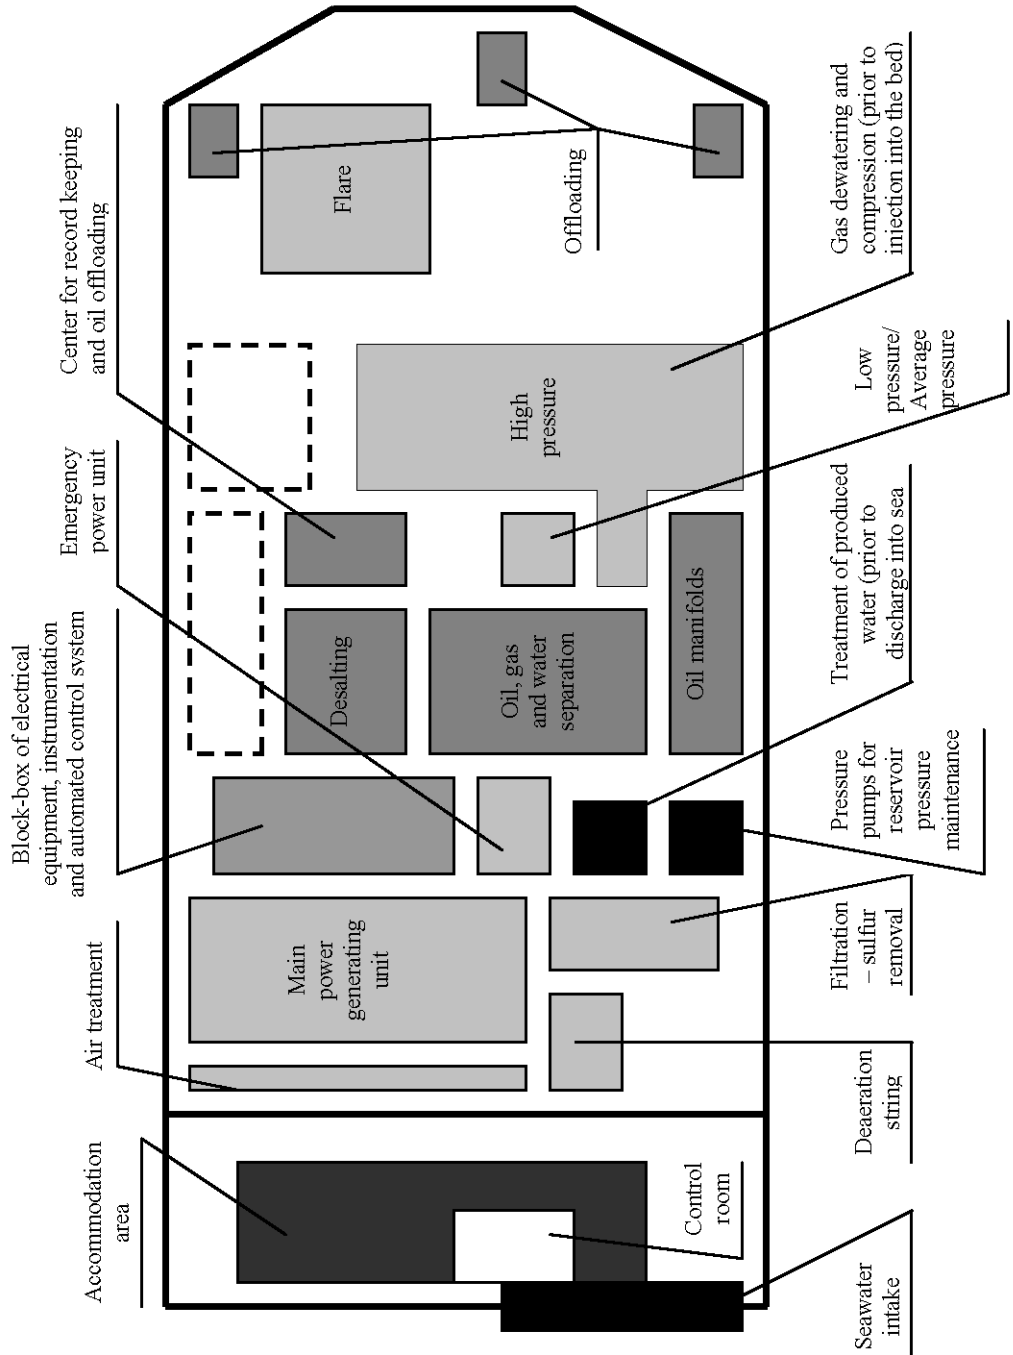 Center for record keeping
and oil offloading
Emergency
power unit
Block-box of electrical
equipment, instrumentation
and automated control system
Air treatment
Accommodation
area
Flare
Offloading
High
pressure
Desalting
Oil, gas
and water
separation
Oil manifolds
Main
power
generating
unit
Control
room
Gas dewatering and
compression (prior to
injection into the bed)
Low
pressure/
Average
pressure
Treatment of produced
water (prior to
discharge into sea
Pressure
pumps for
reservoir
pressure
maintenance
Filtration
– sulfur
removal
Deaeration
string
Seawater
intake